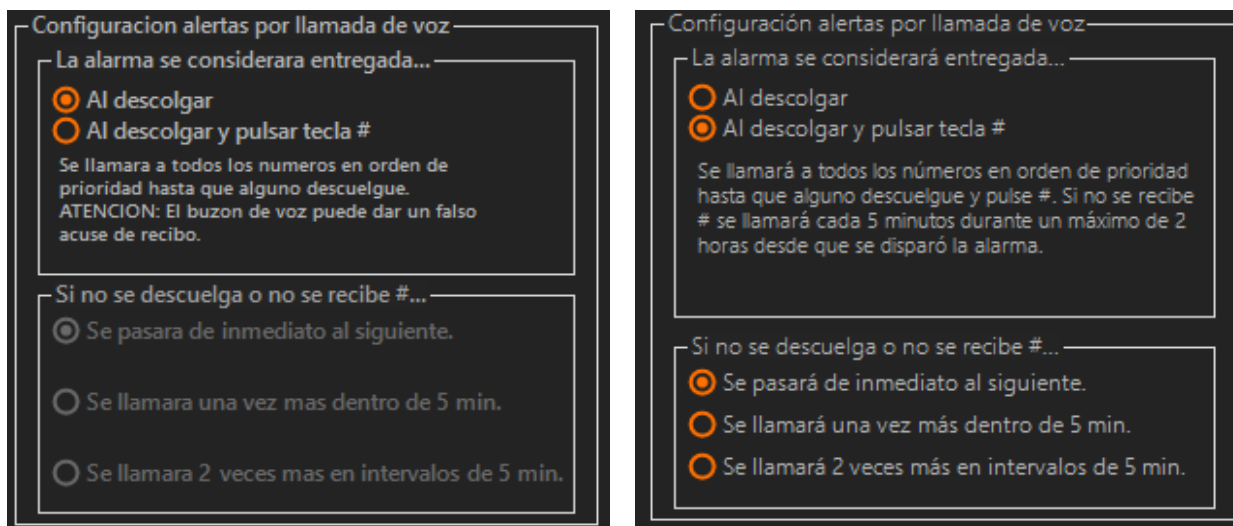 Configuracion alertas por llamada de voz
La alarma se considerara entregada...
Al descolgar
Al descolgar y pulsar tecla #
Se llamara a todos los numeros en orden de
prioridad hasta que alguno descuelgue.
ATENCION: El buzon de voz puede dar un falso
acuse de recibo.
Si no se descuelga o no se recibe #...
Se pasara de inmediato al siguiente.
Se llamara una vez mas dentro de 5 min.
Se llamara 2 veces mas en intervalos de 5 min.
Configuración alertas por llamada de voz
La alarma se considerará entregada...
Al descolgar
Al descolgar y pulsar tecla #
Se llamará a todos los números en orden de prioridad
hasta que alguno descuelgue y pulse #. Si no se recibe
# se llamará cada 5 minutos durante un máximo de 2
horas desde que se disparó la alarma.
Si no se descuelga o no se recibe #...
Se pasará de inmediato al siguiente.
Se llamará una vez más dentro de 5 min.
Se llamará 2 veces más en intervalos de 5 min.